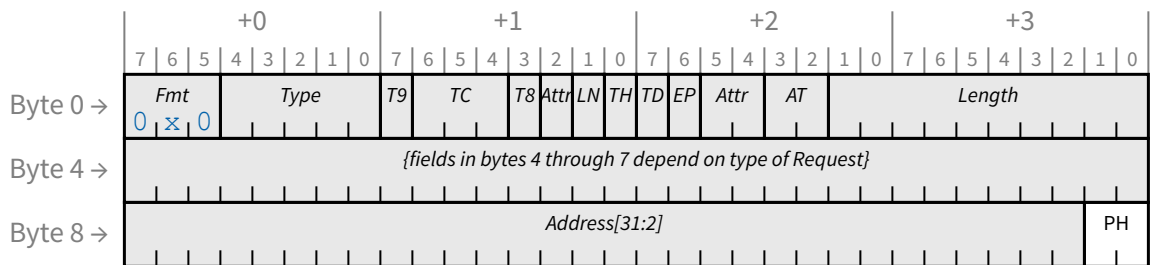 +0 +1 +2 +3
7 6 5 4 3 2 1 0 7 6 5 4 3 2 1 0 7 6 5 4 3 2 1 0 7 6 5 4 3 2 1 0
Byte 0 → Fmt Type T9 TC T8 Attr LN TH TD EP Attr AT Length
0 x 0
Byte 4 → {fields in bytes 4 through 7 depend on type of Request}
Byte 8 → Address[31:2] PH